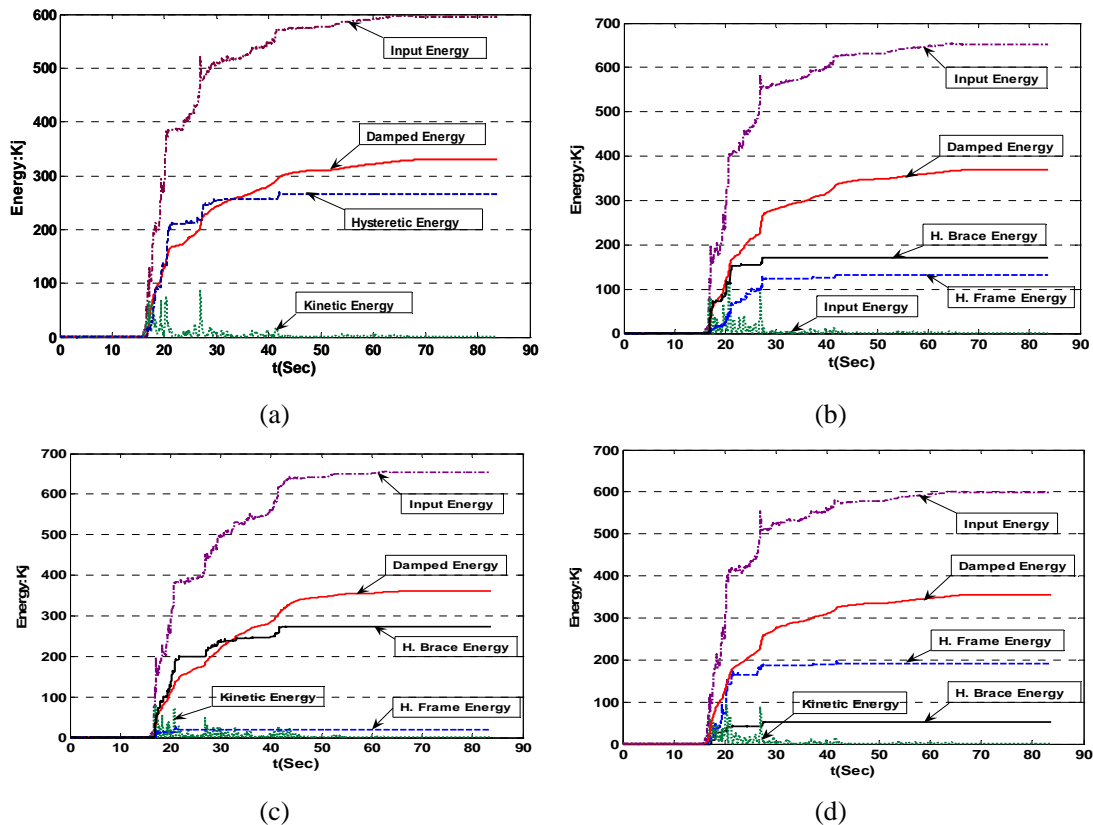 600
500
400
300
200
100
0
Energy:Kj
Input Energy
Damped Energy
Hysteretic Energy
Kinetic Energy
0 10 20 30 40 50 60 70 80 90
t(Sec)
(a)
700
600
500
400
300
200
100
0
Energy:Kj
Input Energy
Damped Energy
H. Brace Energy
H. Frame Energy
Input Energy
0 10 20 30 40 50 60 70 80 90
t(Sec)
(b)
700
600
500
400
300
200
100
0
Energy:Kj
Input Energy
Damped Energy
H. Brace Energy
Kinetic Energy
H. Frame Energy
0 10 20 30 40 50 60 70 80 90
t(Sec)
(c)
700
600
500
400
300
200
100
0
Energy:Kj
Input Energy
Damped Energy
H. Frame Energy
H. Brace Energy
Kinetic Energy
0 10 20 30 40 50 60 70 80 90
t(Sec)
(d)